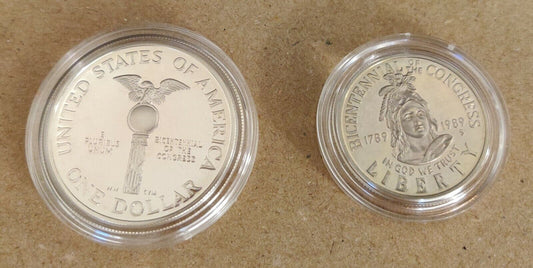 UNITED STATES OF AMERICA
E
PLURIBUS
UNUM
BICENTENNIAL
OF THE
CONGRESS
ONE DOLLAR
BICENTENNIAL OF THE CONGRESS
1789
1989
IN GOD WE TRUST
LIBERTY